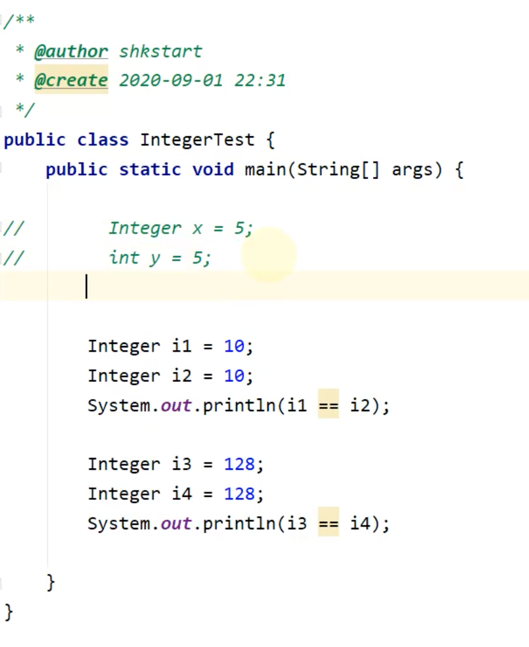 /**
 * @author shkstart
 * @create 2020-09-01 22:31
 */
public class IntegerTest {
    public static void main(String[] args) {
//        Integer x = 5;
//        int y = 5;
        Integer i1 = 10;
        Integer i2 = 10;
        System.out.println(i1 == i2);
        Integer i3 = 128;
        Integer i4 = 128;
        System.out.println(i3 == i4);
    }
}